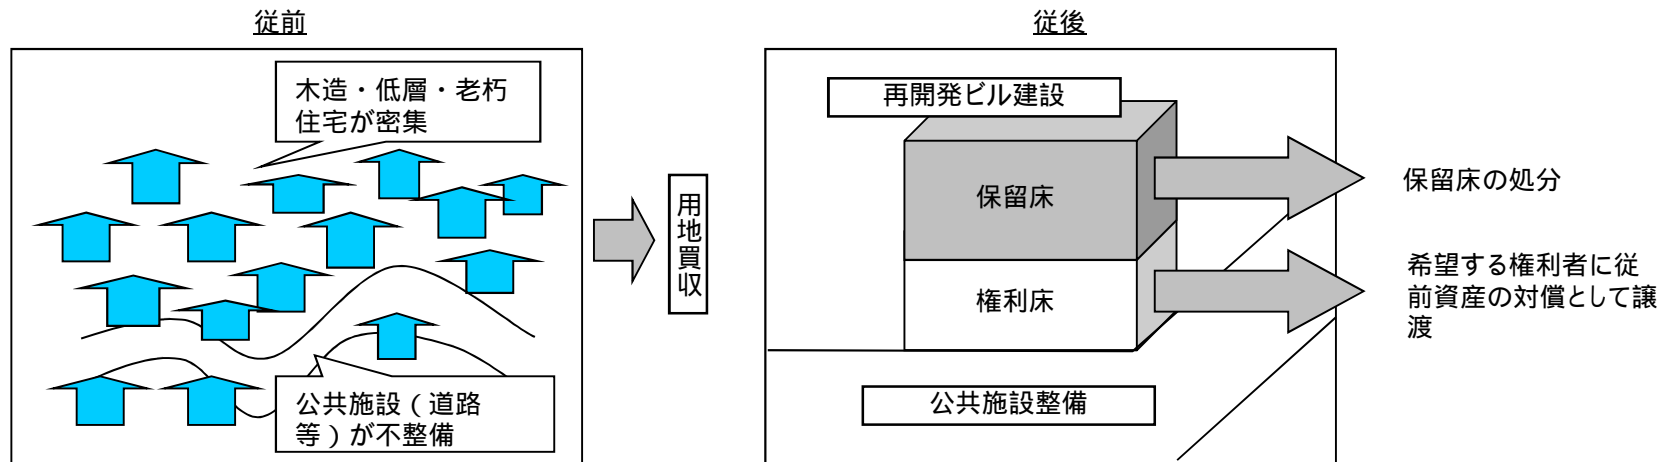 従前
木造・低層・老朽
住宅が密集
公共施設（道路
等）が不整備
用地買収
従後
再開発ビル建設
保留床
権利床
公共施設整備
保留床の処分
希望する権利者に従
前資産の対償として譲
渡